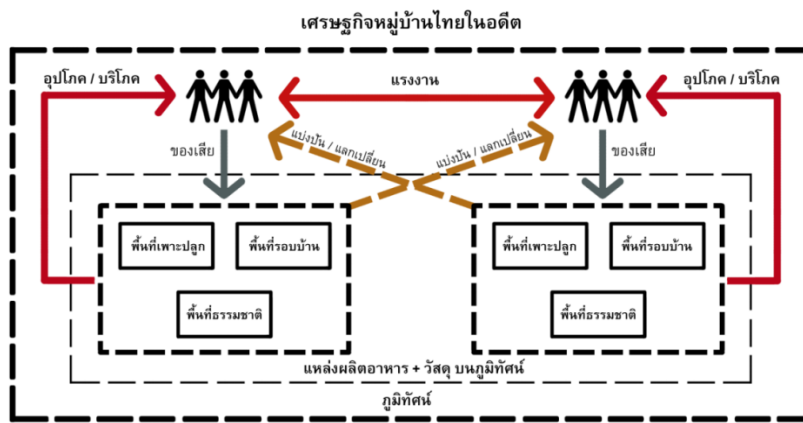 เศรษฐกิจหมู่บ้านไทยในอดีต
อุปโภค / บริโภค
แรงงาน
อุปโภค / บริโภค
ของเสีย
แบ่งปัน / แลกเปลี่ยน
แบ่งปัน / แลกเปลี่ยน
ของเสีย
พื้นที่เพาะปลูก
พื้นที่รอบบ้าน
พื้นที่เพาะปลูก
พื้นที่รอบบ้าน
พื้นที่ธรรมชาติ
พื้นที่ธรรมชาติ
แหล่งผลิตอาหาร + วัสดุ บนภูมิทัศน์
ภูมิทัศน์